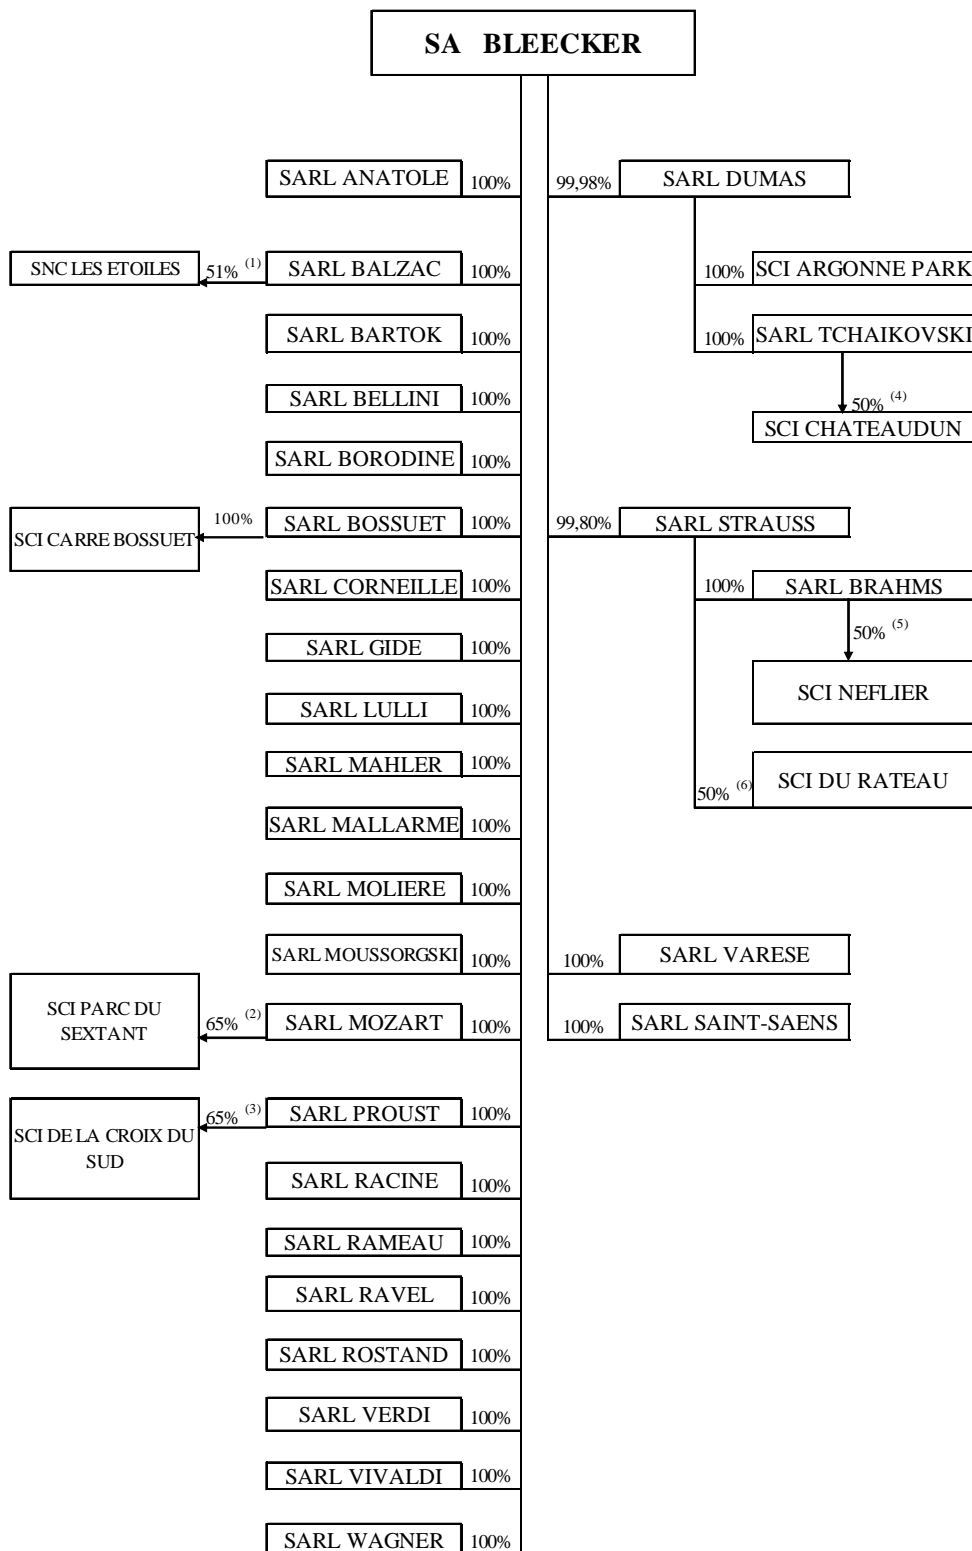 SA BLEECKER
SARL ANATOLE 100% 99,98% SARL DUMAS
SNC LES ETOILES 51% (1) SARL BALZAC 100% 100% SCI ARGONNE PARK
SARL BARTOK 100% 100% SARL TCHAIKOVSKI
SARL BELLINI 100% 50% (4)
SCI CHATEAUDUN
SARL BORODINE 100%
SCI CARRE BOSSUET 100% SARL BOSSUET 100% 99,80% SARL STRAUSS
SARL CORNEILLE 100% 100% SARL BRAHMS
SARL GIDE 100% 50% (5)
SCI NEFLIER
SARL LULLI 100%
SARL MAHLER 100%
50% (6) SCI DU RATEAU
SARL MALLARME 100%
SARL MOLIERE 100%
SARL MOUSSORGSKI 100% 100% SARL VARESE
SCI PARC DU
SEXTANT
65% (2) SARL MOZART 100% 100% SARL SAINT-SAENS
SCI DE LA CROIX DU
SUD
65% (3) SARL PROUST 100%
SARL RACINE 100%
SARL RAMEAU 100%
SARL RAVEL 100%
SARL ROSTAND 100%
SARL VERDI 100%
SARL VIVALDI 100%
SARL WAGNER 100%